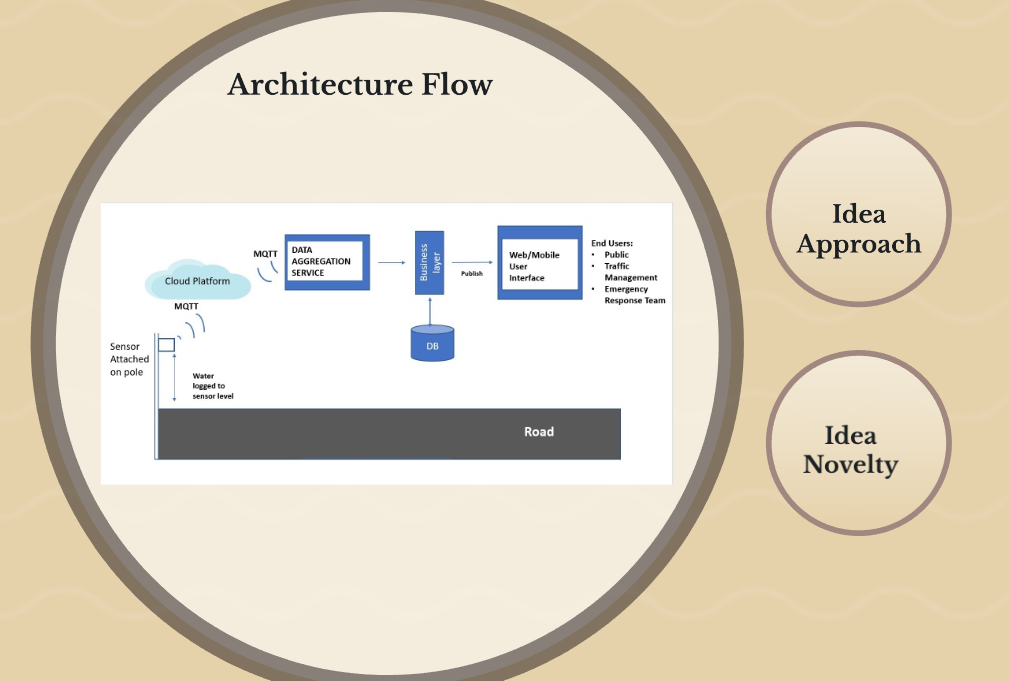 Architecture Flow
MQTT
DATA
AGGREGATION
SERVICE
Business
layer
Publish
Web/Mobile
User
Interface
End Users:
• Public
• Traffic
Management
• Emergency
Response Team
Cloud Platform
MQTT
DB
Sensor
Attached
on pole
Water
logged to
sensor level
Road
Idea
Approach
Idea
Novelty